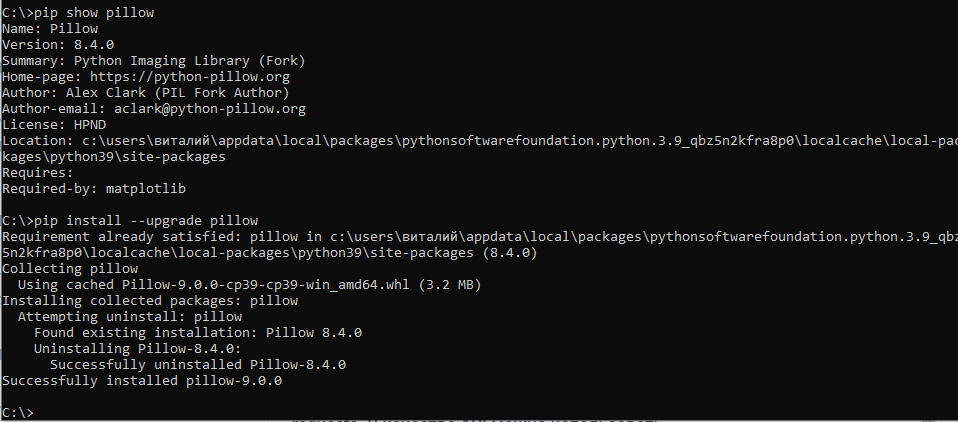 C:\>pip show pillow
Name: Pillow
Version: 8.4.0
Summary: Python Imaging Library (Fork)
Home-page: https://python-pillow.org
Author: Alex Clark (PIL Fork Author)
Author-email: aclark@python-pillow.org
License: HPND
Location: c:\users\виталий\appdata\local\packages\pythonsoftwarefoundation.python.3.9_qbz5n2kfra8p0\localcache\local-pac
kages\python39\site-packages
Requires:
Required-by: matplotlib
C:\>pip install --upgrade pillow
Requirement already satisfied: pillow in c:\users\виталий\appdata\local\packages\pythonsoftwarefoundation.python.3.9_qbz
5n2kfra8p0\localcache\local-packages\python39\site-packages (8.4.0)
Collecting pillow
  Using cached Pillow-9.0.0-cp39-cp39-win_amd64.whl (3.2 MB)
Installing collected packages: pillow
  Attempting uninstall: pillow
    Found existing installation: Pillow 8.4.0
    Uninstalling Pillow-8.4.0:
      Successfully uninstalled Pillow-8.4.0
Successfully installed pillow-9.0.0
C:\>